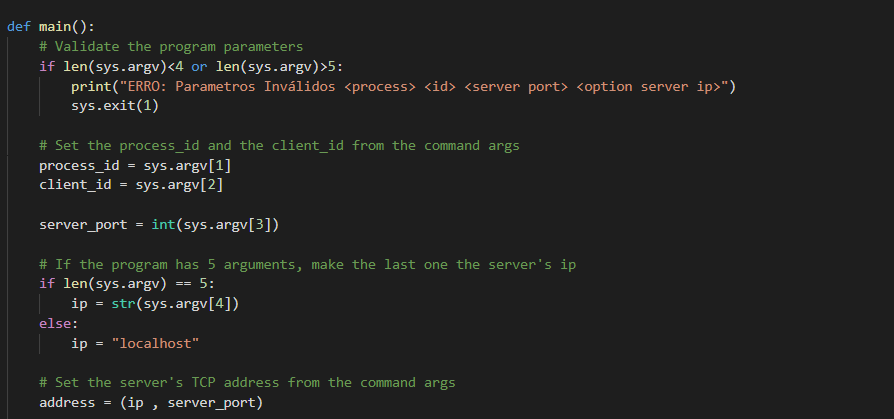 def main():
# Validate the program parameters
if len(sys.argv)<4 or len(sys.argv)>5:
print("ERRO: Parametros Inválidos <process> <id> <server port> <option server ip>")
sys.exit(1)
# Set the process_id and the client_id from the command args
process_id = sys.argv[1]
client_id = sys.argv[2]
server_port = int(sys.argv[3])
# If the program has 5 arguments, make the last one the server's ip
if len(sys.argv) == 5:
ip = str(sys.argv[4])
else:
ip = "localhost"
# Set the server's TCP address from the command args
address = (ip , server_port)